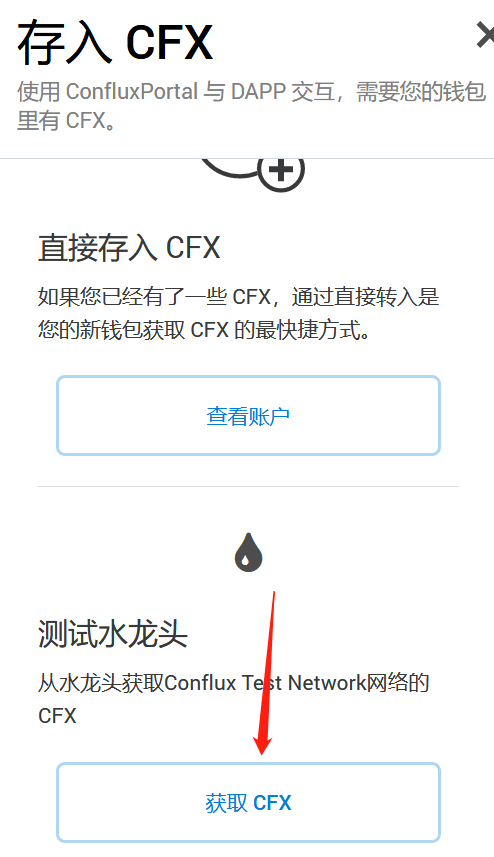 存入 CFX
使用 ConfluxPortal 与 DAPP 交互，需要您的钱包
里有 CFX。
直接存入 CFX
如果您已经有了一些 CFX，通过直接转入是
您的新钱包获取 CFX 的最快捷方式。
查看账户
测试水龙头
从水龙头获取Conflux Test Network网络的
CFX
获取 CFX